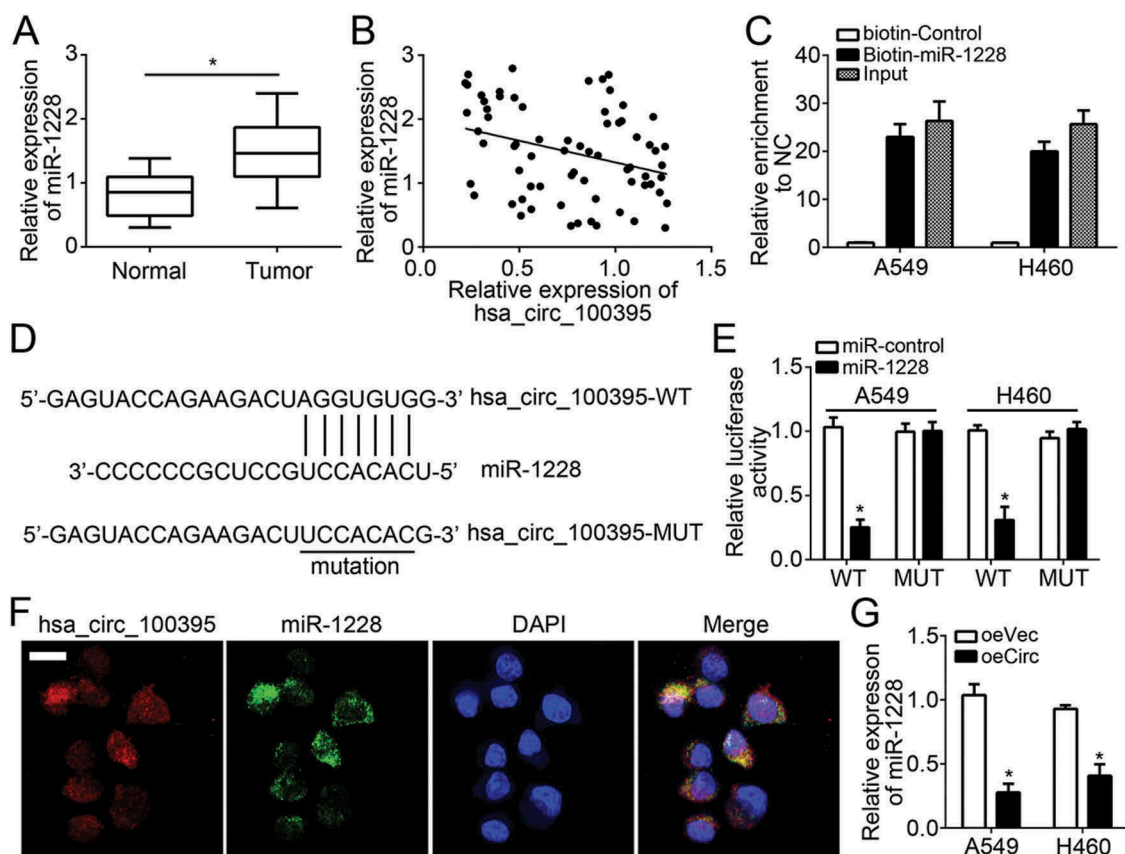 A
Relative expression
of miR-1228
3
2
1
0
*
Normal
Tumor
B
Relative expression
of miR-1228
3
2
1
0
0.0
0.5
1.0
1.5
Relative expression of
hsa_circ_100395
C
biotin-Control
Biotin-miR-1228
Input
Relative enrichment
to NC
40
30
20
10
0
A549
H460
D
5’-GAGUACCAGAAGACUAGGUGUGG-3’ hsa_circ_100395-WT
3’-CCCCCCGCUCCGUCCACACU-5’ miR-1228
5’-GAGUACCAGAAGACUUCCACACG-3’ hsa_circ_100395-MUT
mutation
E
miR-control
miR-1228
Relative luciferase
activity
1.5
1.0
0.5
0.0
A549
H460
*
*
WT
MUT
WT
MUT
F
hsa_circ_100395
miR-1228
DAPI
Merge
G
oeVec
oeCirc
Relative expresson
of miR-1228
1.5
1.0
0.5
0.0
*
*
A549
H460